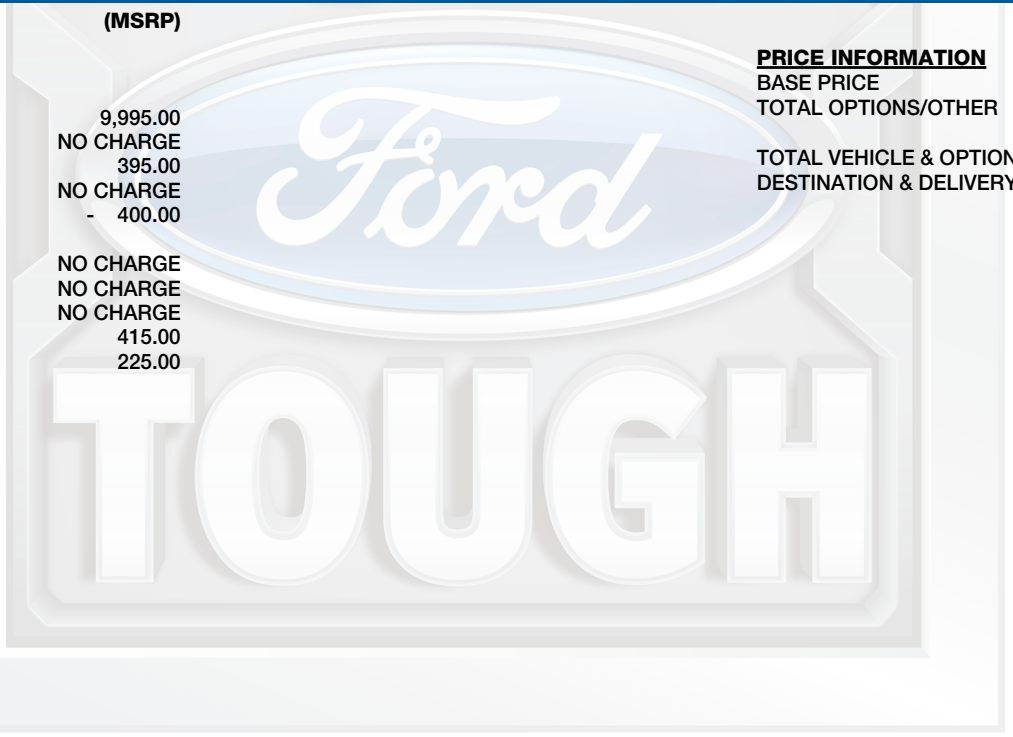 (MSRP)
9,995.00
NO CHARGE
395.00
NO CHARGE
- 400.00
NO CHARGE
NO CHARGE
NO CHARGE
415.00
225.00
PRICE INFORMATION
BASE PRICE
TOTAL OPTIONS/OTHER
TOTAL VEHICLE & OPTION
DESTINATION & DELIVERY
Ford
TOUGH